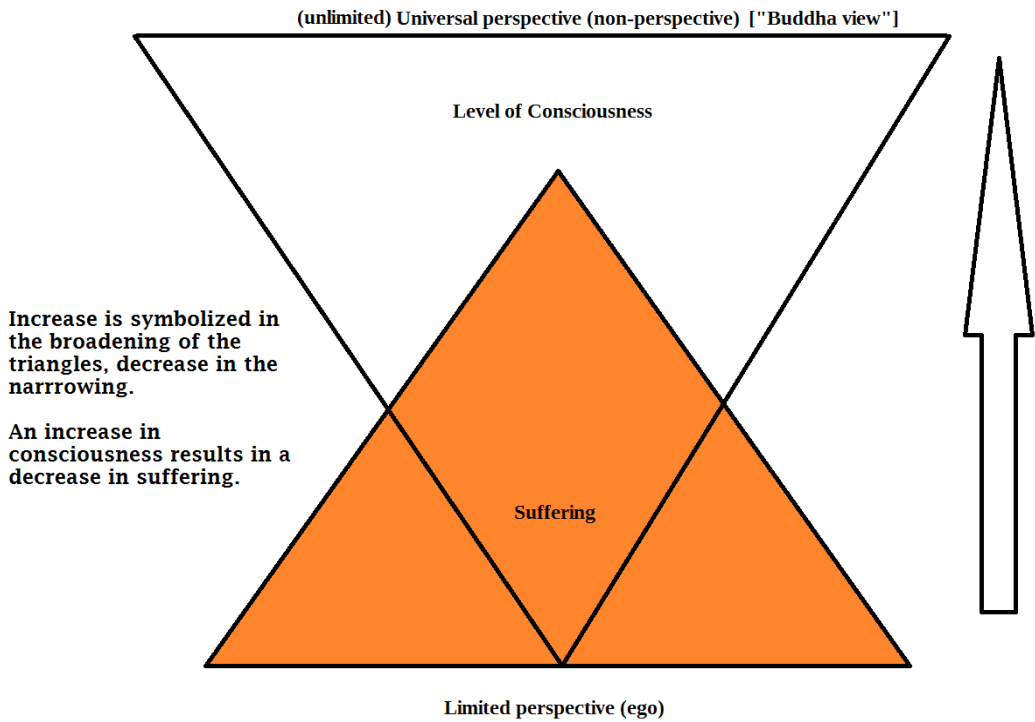 (unlimited) Universal perspective (non-perspective) ["Buddha view"]
Level of Consciousness
Increase is symbolized in
the broadening of the
triangles, decrease in the
narrrowing.
An increase in
consciousness results in a
decrease in suffering.
Suffering
Limited perspective (ego)